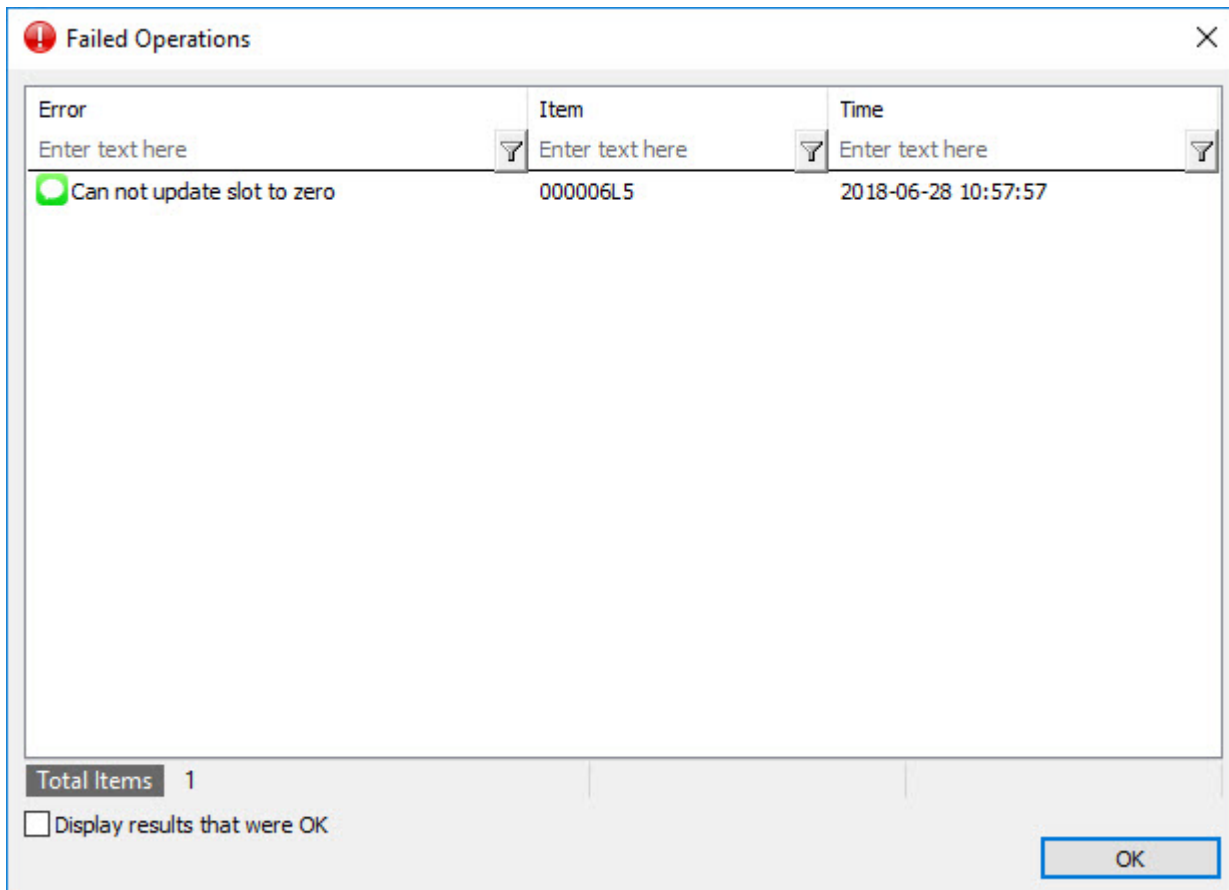 Failed Operations
Error Item Time
Enter text here Enter text here Enter text here
Can not update slot to zero 000006L5 2018-06-28 10:57:57
Total Items 1
Display results that were OK
OK